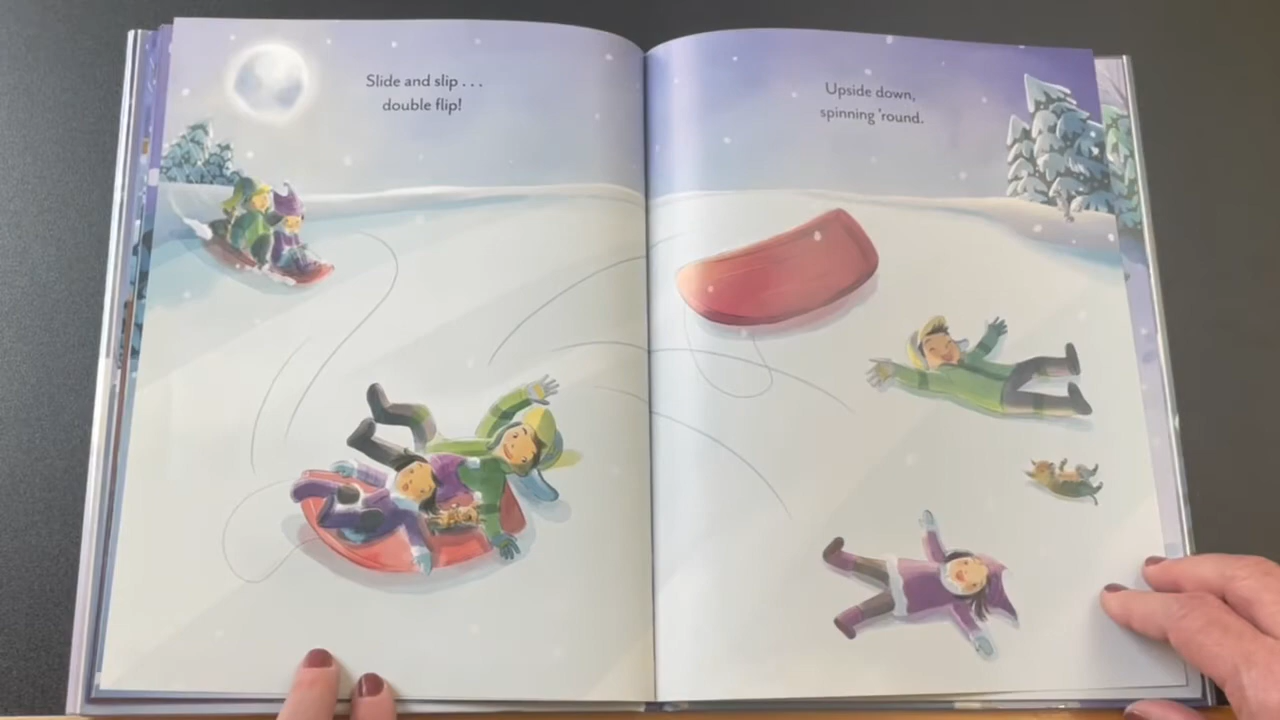 Slide and slip . . .
double flip!
Upside down,
spinning ’round.